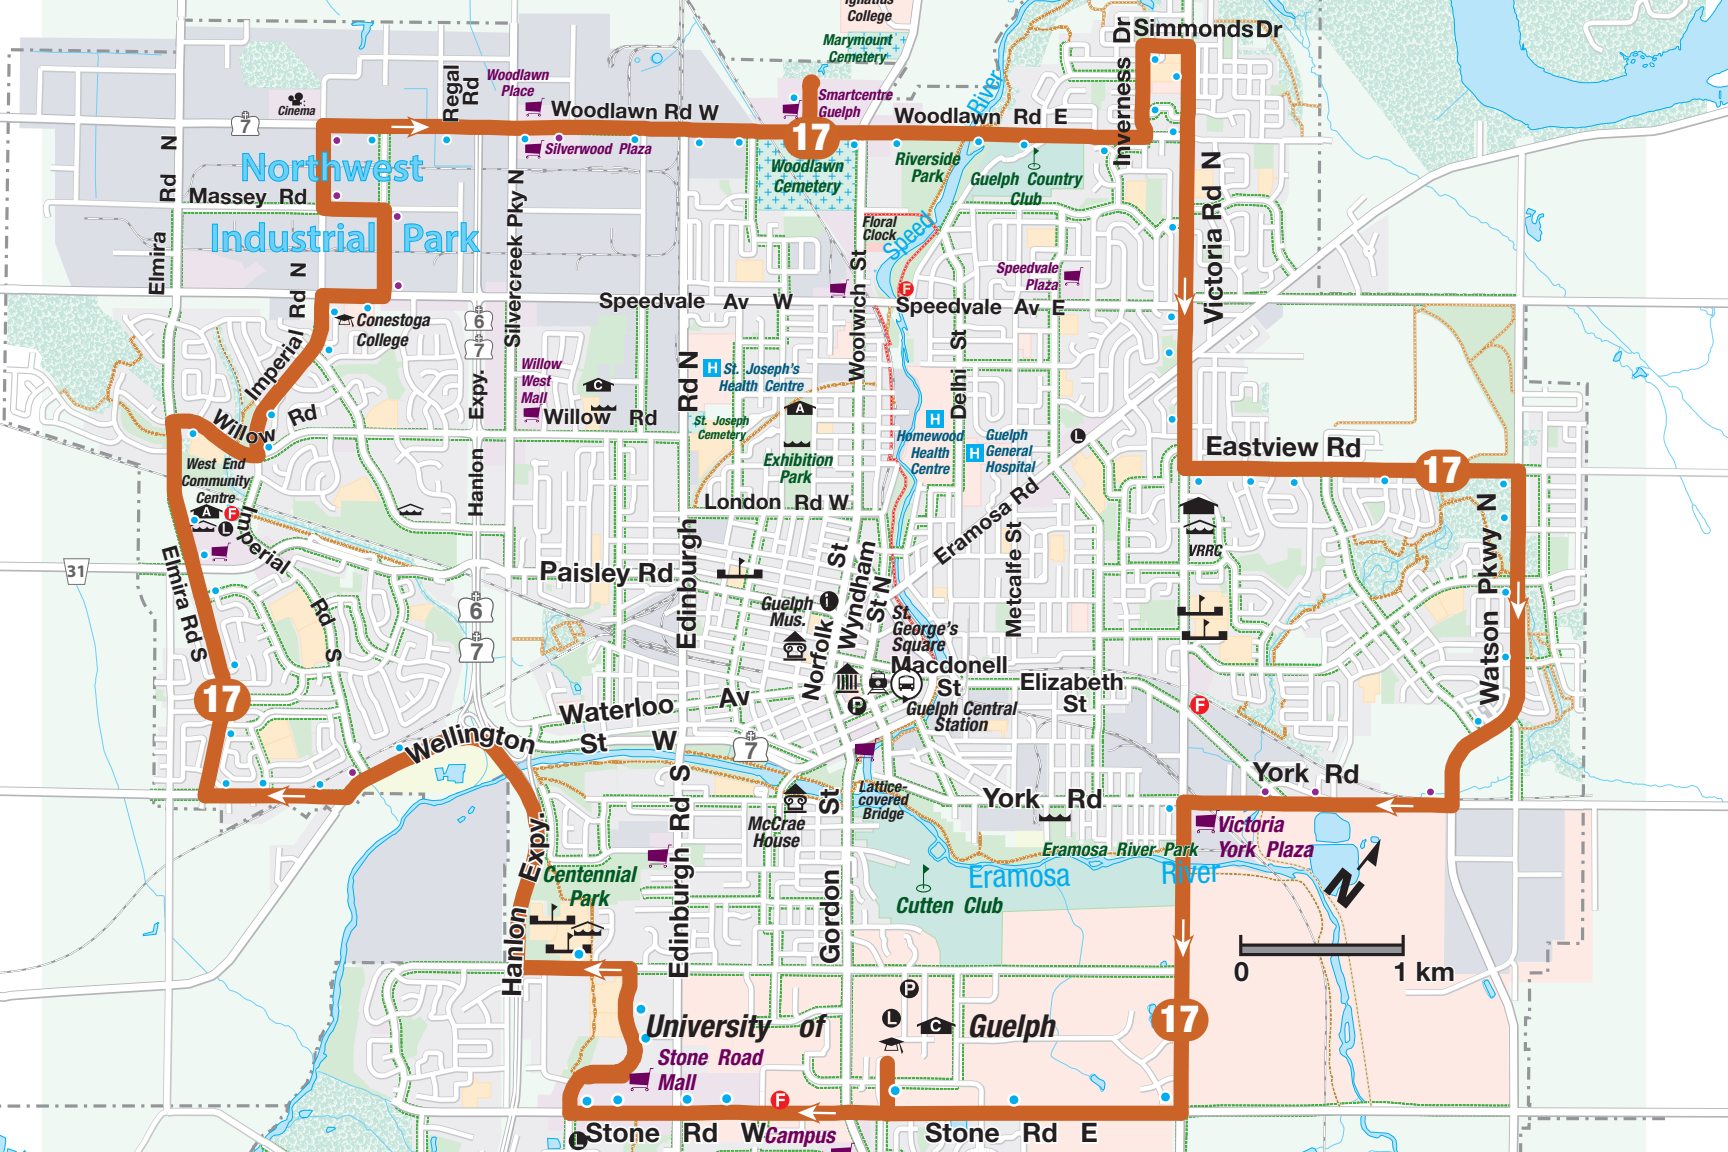 Ignatius
College
Marymount
Cemetery
Simmonds Dr
Inverness Dr
Cinema
7
Regal
Rd
Woodlawn
Place
Woodlawn Rd W
Smartcentre
Guelph
17
Woodlawn Rd E
River
Silverwood Plaza
Woodlawn
Cemetery
Riverside
Park
Guelph Country
Club
Northwest
Industrial Park
Massey Rd
Elmira Rd N
Floral
Clock
Speed
Victoria Rd N
Silvercreek Pky N
Woolwich St
Speedvale
Plaza
Speedvale Av W
Speedvale Av E
F
Imperial Rd N
6
7
Conestoga
College
Willow
West
Mall
H St. Joseph's
Health Centre
Edinburgh Rd N
Delhi St
Hanlon Expy.
C
Willow Rd
Willow Rd
St. Joseph
Cemetery
A
H
Homewood
Health
Centre
H
Guelph
General
Hospital
L
Eastview Rd
17
West End
Community
Centre
A F
L
Exhibition
Park
London Rd W
Eramosa Rd
Metcalfe St
VRRC
Watson Pkwy N
31
Imperial Rd S
Elmira Rd S
Paisley Rd
6
7
Guelph
Mus.
i
Norfolk St
Wyndham
St N
St.
George's
Square
Macdonell
St
P
Guelph Central
Station
Elizabeth
St
F
17
Waterloo Av
Wellington St W
7
York Rd
York Rd
Lattice-
covered
Bridge
McCrae
House
Gordon St
Edinburgh Rd S
Hanlon Expy.
Victoria
York Plaza
Eramosa River Park
Eramosa River
Cutten Club
Centennial
Park
N
0 1 km
P
L
C
University of Guelph
17
Stone Road
Mall
F
L
Stone Rd W
Campus
Stone Rd E